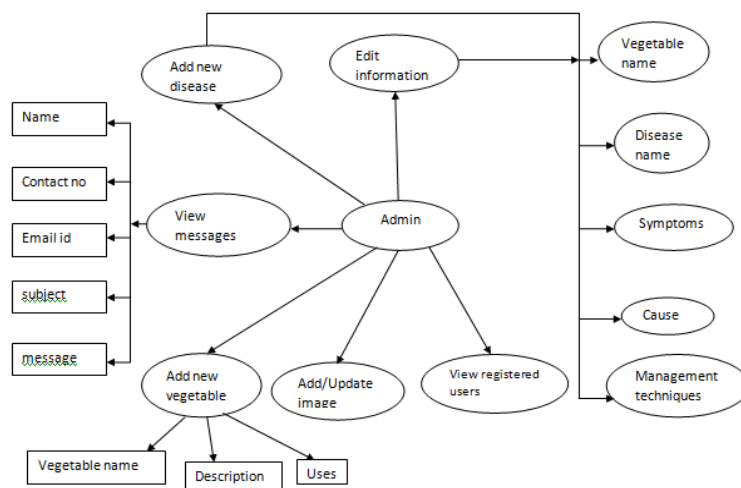 Add new
disease
Edit
information
Vegetable
name
Name
Disease
name
Contact no
View
messages
Admin
Symptoms
Email id
subject
Cause
message
Add new
vegetable
Add/Update
image
View registered
users
Management
techniques
Vegetable name
Description
Uses